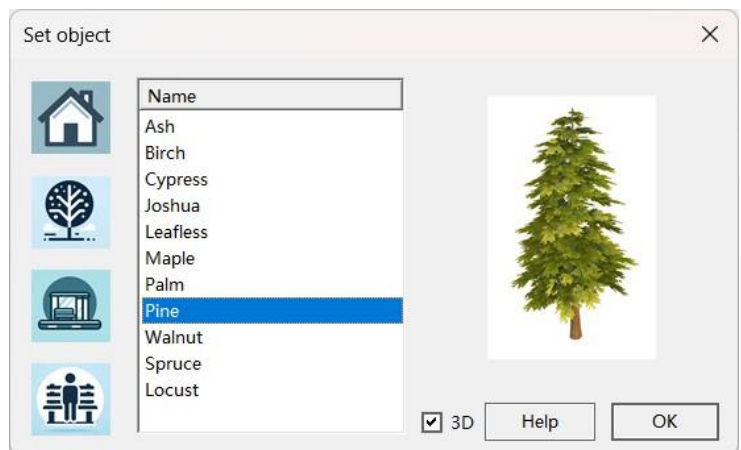 Set object
Name
Ash
Birch
Cypress
Joshua
Leafless
Maple
Palm
Pine
Walnut
Spruce
Locust
3D
Help
OK